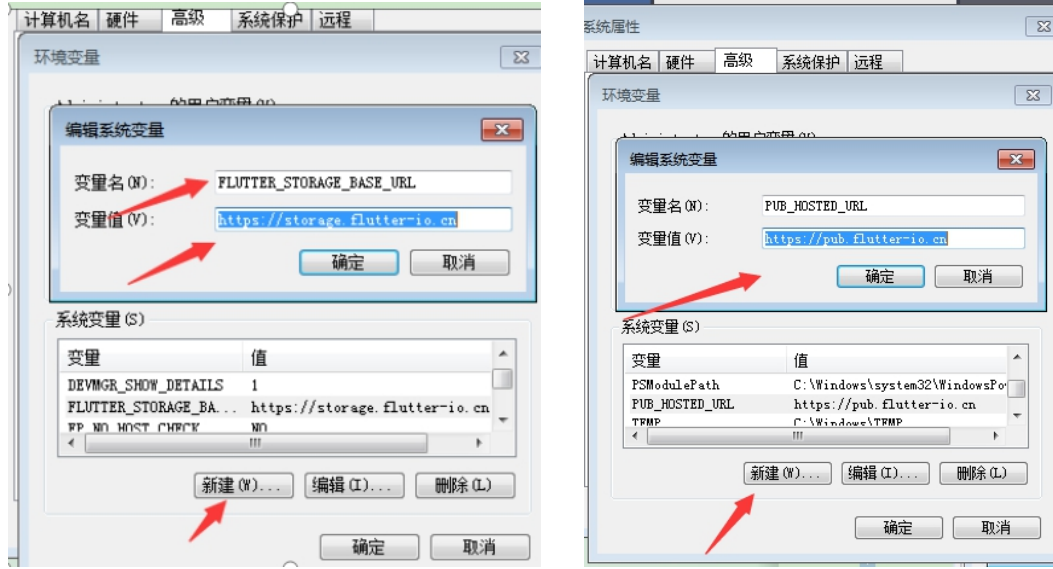 计算机名 硬件 高级 系统保护 远程
环境变量
的用户变量(U)
编辑系统变量
变量名(N): FLUTTER_STORAGE_BASE_URL
变量值(V): https://storage.flutter-io.cn
确定 取消
系统变量(S)
变量 值
DEVMGR_SHOW_DETAILS 1
FLUTTER_STORAGE_BA... https://storage.flutter-io.cn
FP_NO_HOST_CHECK NO
新建(W)... 编辑(I)... 删除(L)
确定 取消
系统属性
计算机名 硬件 高级 系统保护 远程
环境变量
的用户变量(U)
编辑系统变量
变量名(N): PUB_HOSTED_URL
变量值(V): https://pub.flutter-io.cn
确定 取消
系统变量(S)
变量 值
PSModulePath C:\Windows\system32\WindowsPo
PUB_HOSTED_URL https://pub.flutter-io.cn
TEMP C:\Windows\TEMP
新建(W)... 编辑(I)... 删除(L)
确定 取消